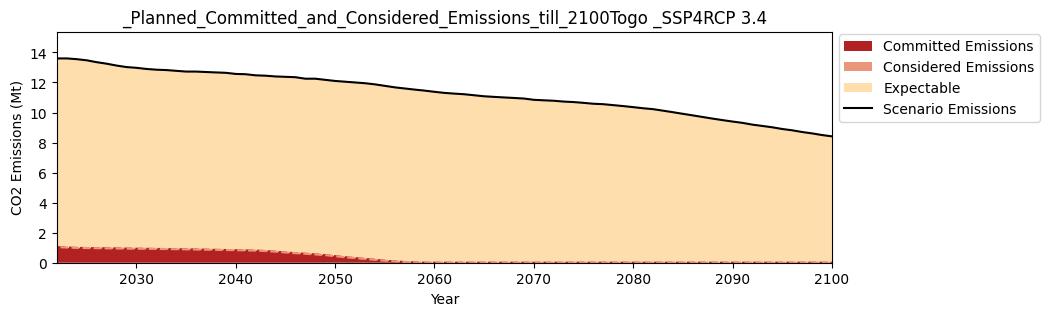 _Planned_Committed_and_Considered_Emissions_till_2100Togo _SSP4RCP 3.4
Committed Emissions
Considered Emissions
Expectable
Scenario Emissions
CO2 Emissions (Mt)
14
12
10
8
6
4
2
0
2030 2040 2050 2060 2070 2080 2090 2100
Year